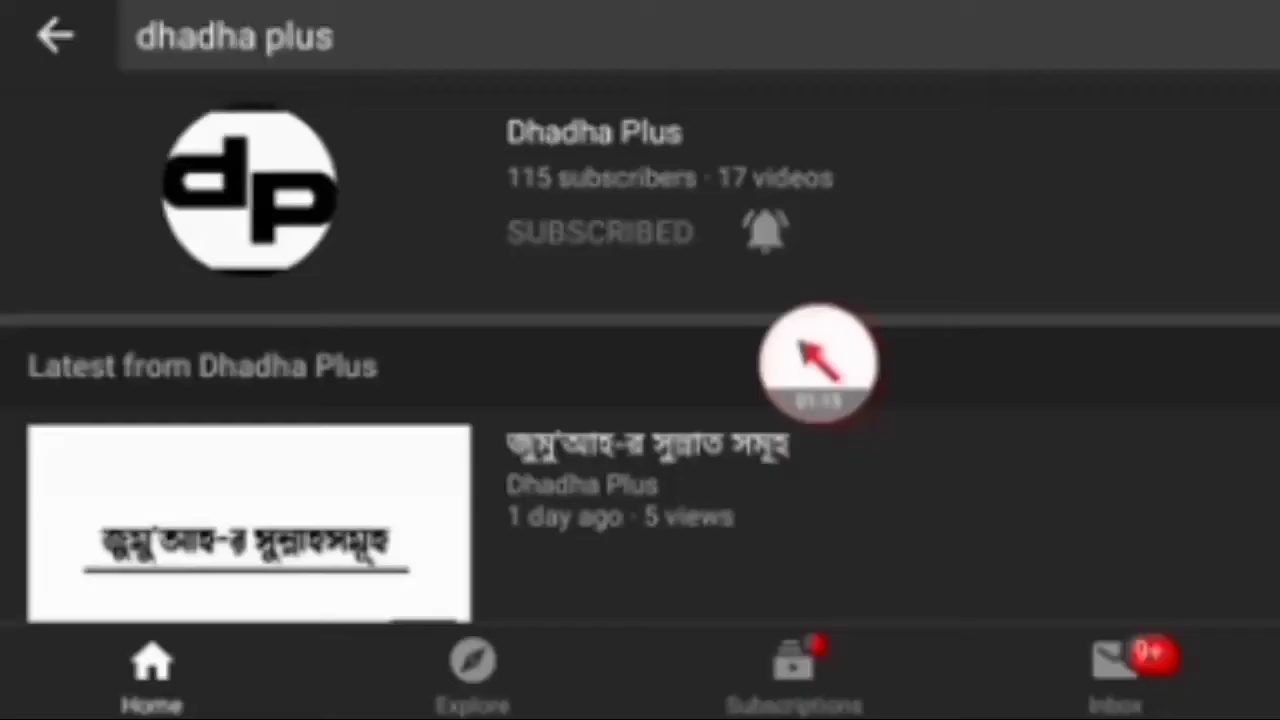 dhadha plus
dp
Dhadha Plus
115 subscribers · 17 videos
SUBSCRIBED
Latest from Dhadha Plus
জুমু'আহ-র সুন্নাত সমূহ
Dhadha Plus
1 day ago · 5 views
জুমু'আহ-র সুন্নাহসমূহ
Home
Explore
Subscriptions
9+
Inbox